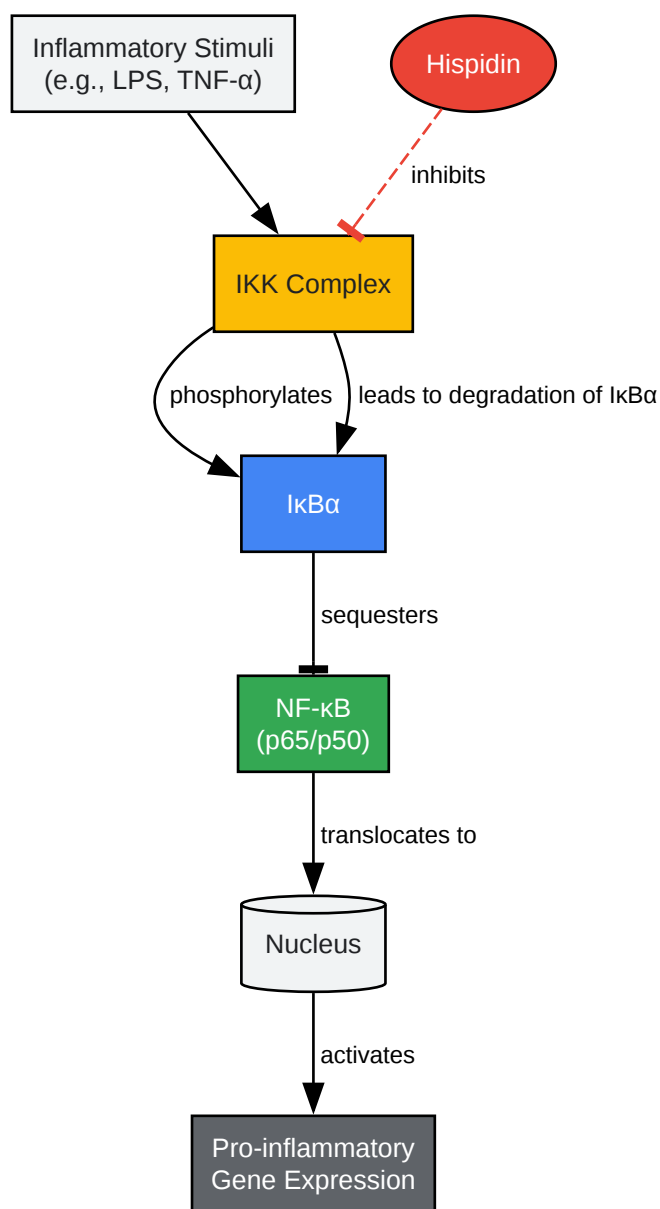 Inflammatory Stimuli
(e.g., LPS, TNF-α)
Hispidin
inhibits
IKK Complex
phosphorylates
leads to degradation of IκBα
IκBα
sequesters
NF-κB
(p65/p50)
translocates to
Nucleus
activates
Pro-inflammatory
Gene Expression